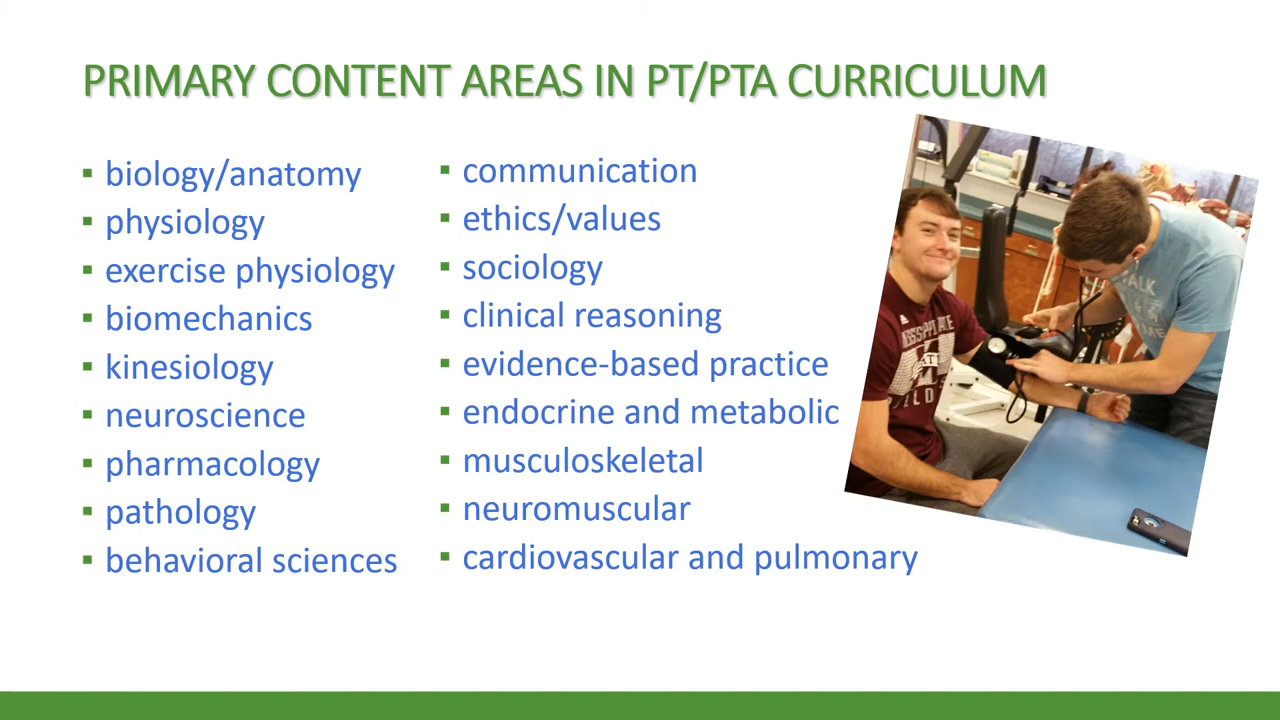 PRIMARY CONTENT AREAS IN PT/PTA CURRICULUM
▪ biology/anatomy
▪ physiology
▪ exercise physiology
▪ biomechanics
▪ kinesiology
▪ neuroscience
▪ pharmacology
▪ pathology
▪ behavioral sciences
▪ communication
▪ ethics/values
▪ sociology
▪ clinical reasoning
▪ evidence-based practice
▪ endocrine and metabolic
▪ musculoskeletal
▪ neuromuscular
▪ cardiovascular and pulmonary